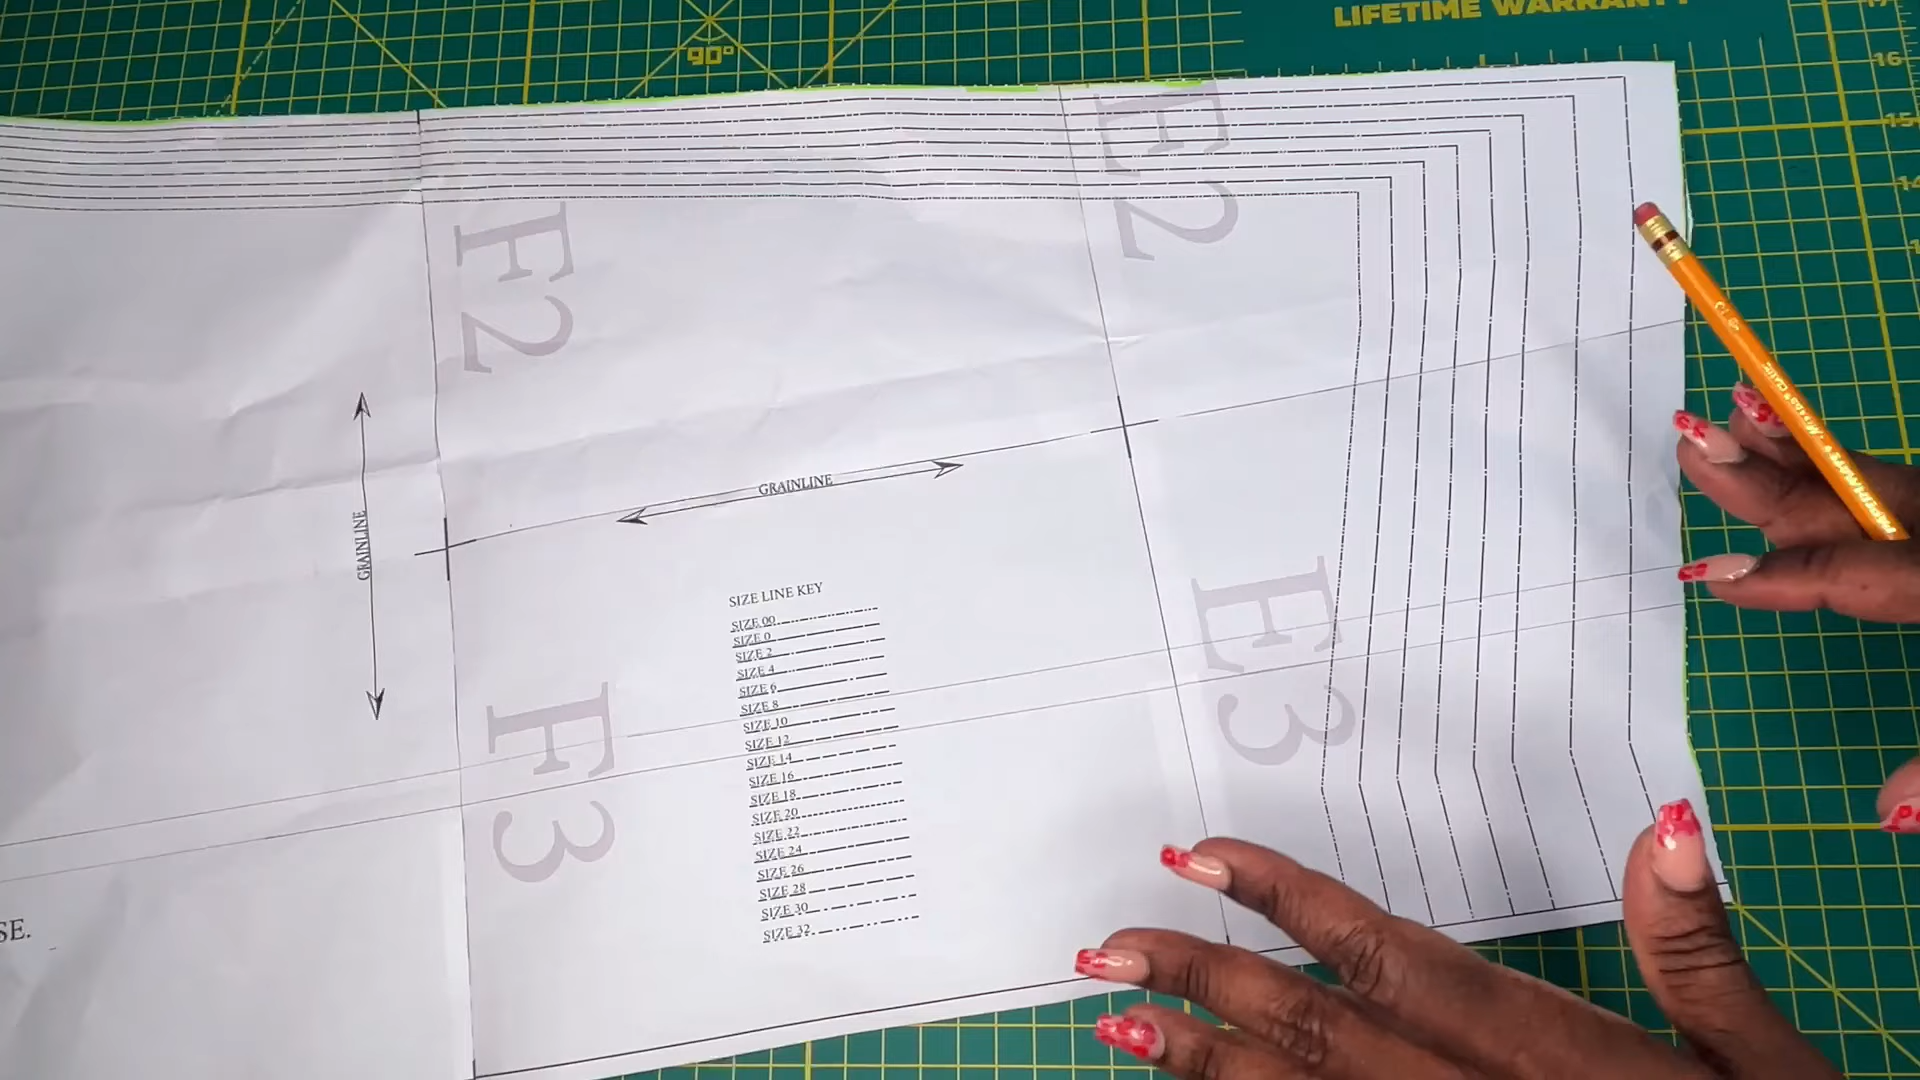 LIFETIME WARRANTY
90°
16
15
E2
F2
GRAINLINE
GRAINLINE
SIZE LINE KEY
SIZE 00
SIZE 0
SIZE 2
SIZE 4
SIZE 6
SIZE 8
SIZE 10
SIZE 12
SIZE 14
SIZE 16
SIZE 18
SIZE 20
SIZE 22
SIZE 24
SIZE 26
SIZE 28
SIZE 30
SIZE 32
E3
F3
SE.
PAPERMATE